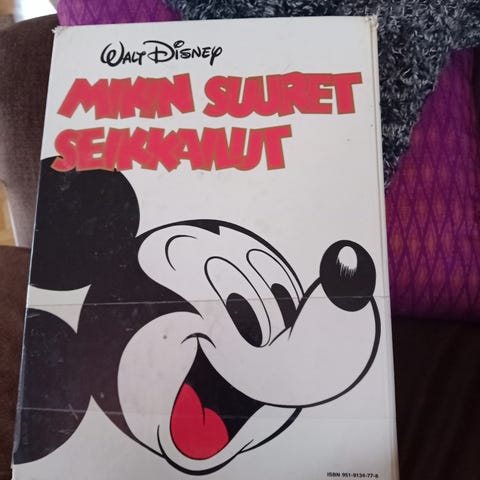 WALT DISNEY
MIKIN SUURET
SEIKKAILUT
ISBN 951-9134-77-8